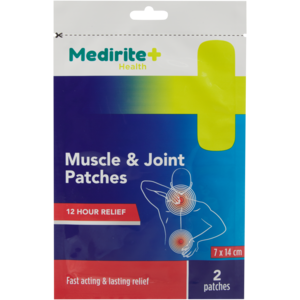 Medirite+
Health
Muscle & Joint
Patches
12 HOUR RELIEF
7 x 14 cm
Fast acting & lasting relief
2
patches